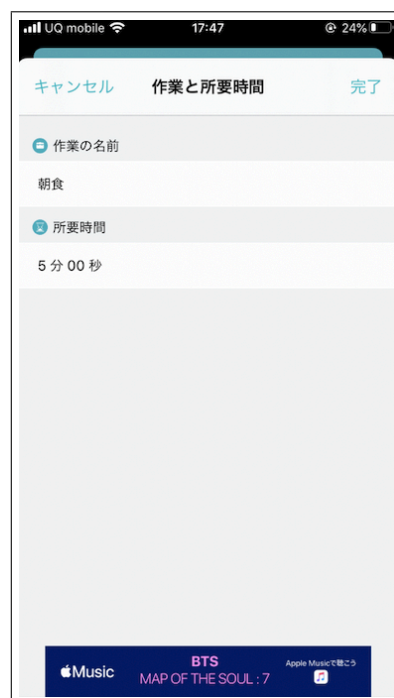 UQ mobile 17:47 24%
キャンセル 作業と所要時間 完了
作業の名前
朝食
所要時間
5 分 00 秒
Music BTS Apple Musicで聴こう
MAP OF THE SOUL : 7